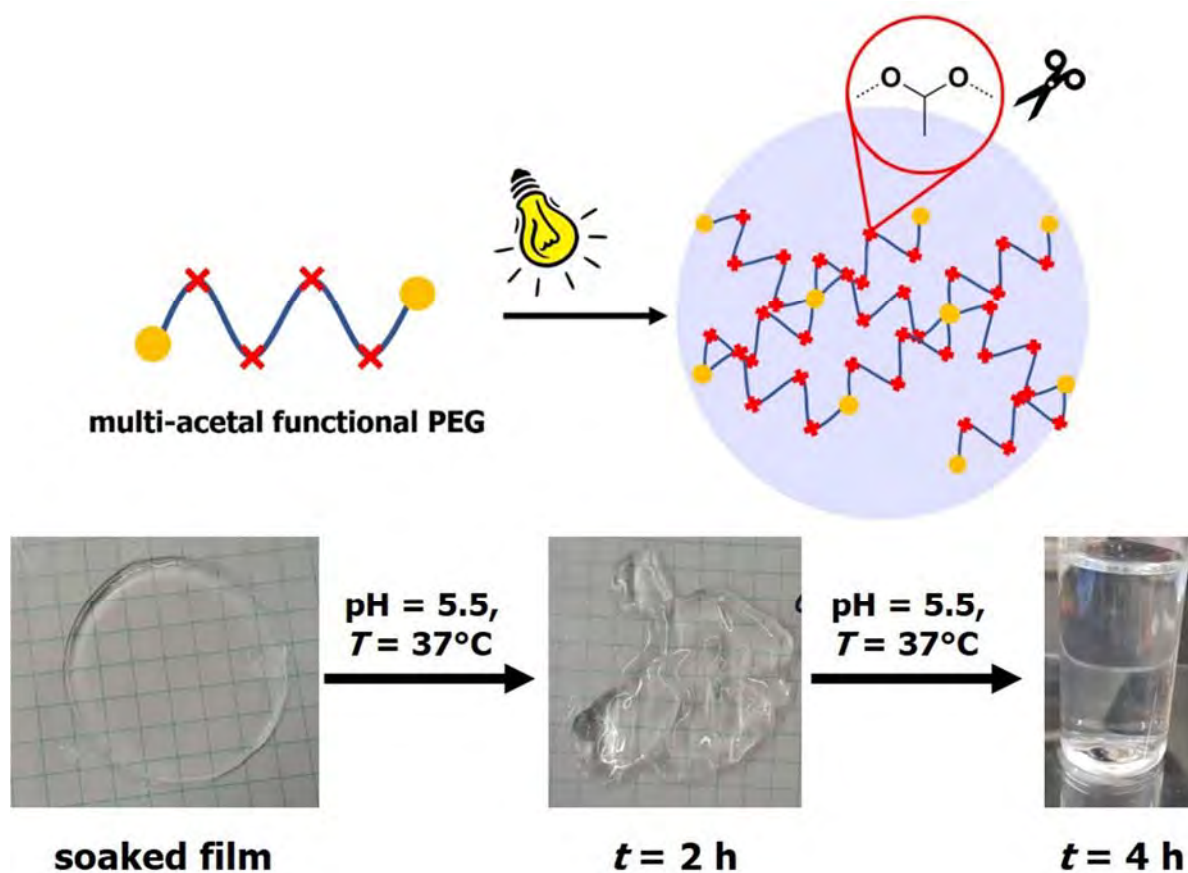 O O
multi-acetal functional PEG
pH = 5.5,
T = 37°C
pH = 5.5,
T = 37°C
soaked film
t = 2 h
t = 4 h